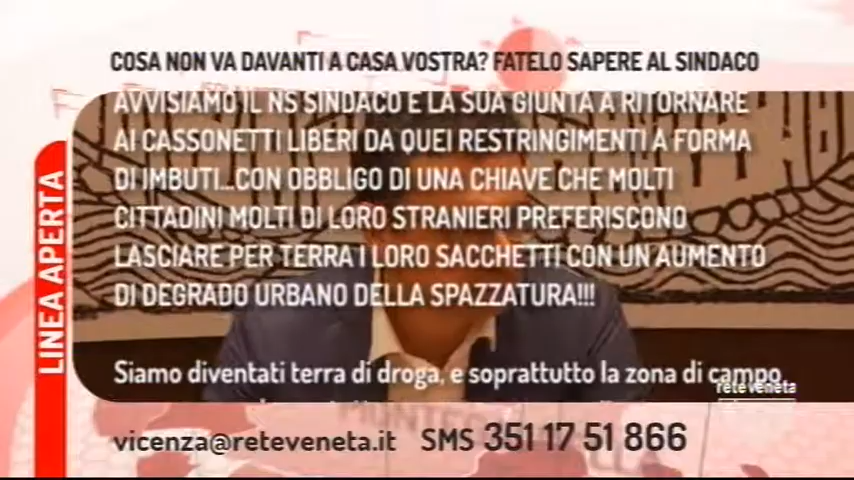 COSA NON VA DAVANTI A CASA VOSTRA? FATELO SAPERE AL SINDACO
AVVISIAMO IL NS SINDACO E LA SUA GIUNTA A RITORNARE
AI CASSONETTI LIBERI DA QUEI RESTRINGIMENTI A FORMA
DI IMBUTI...CON OBBLIGO DI UNA CHIAVE CHE MOLTI
CITTADINI MOLTI DI LORO STRANIERI PREFERISCONO
LASCIARE PER TERRA I LORO SACCHETTI CON UN AUMENTO
DI DEGRADO URBANO DELLA SPAZZATURA!!!
Siamo diventati terra di droga, e soprattutto la zona di campo
LINEA APERTA
reteveneta
vicenza@reteveneta.it SMS 351 17 51 866